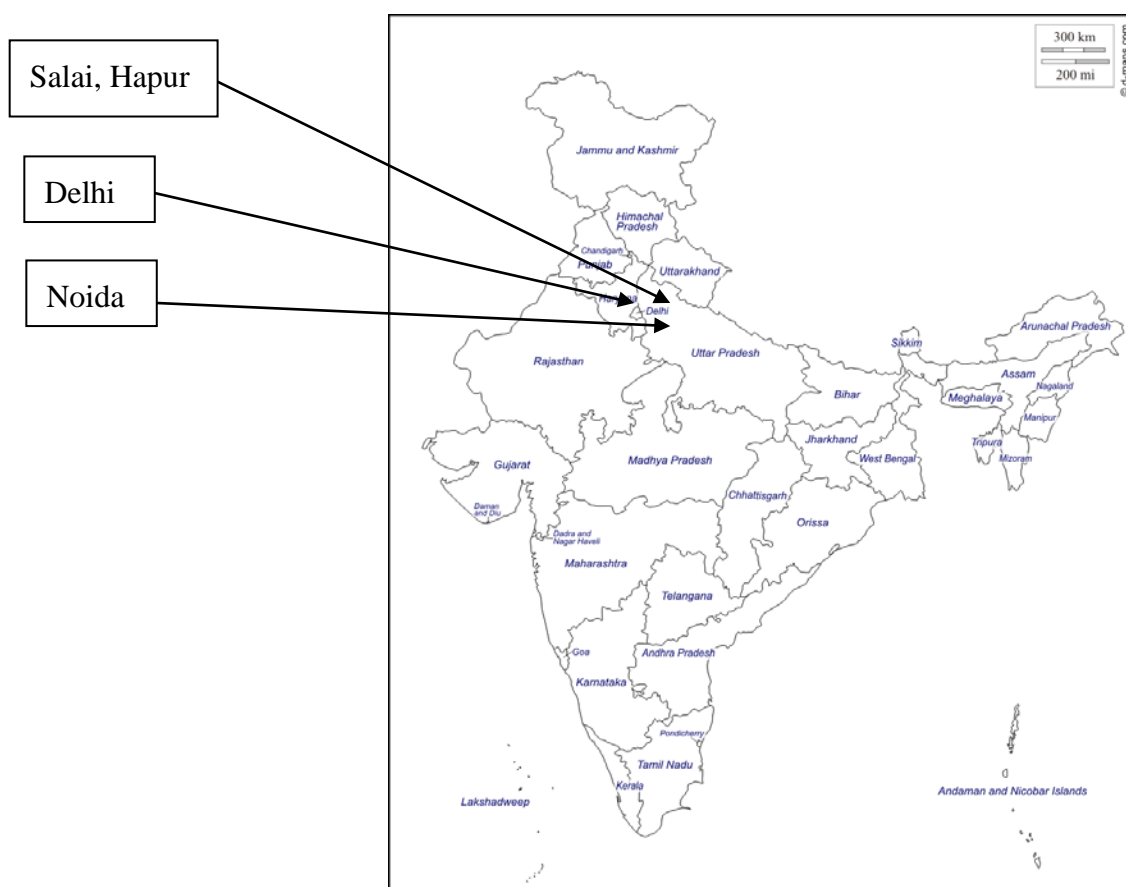 300 km
200 mi
© d-maps.com
Salai, Hapur
Delhi
Noida
Jammu and Kashmir
Himachal
Pradesh
Chandigarh
Punjab
Uttarakhand
Haryana
Delhi
Rajasthan
Uttar Pradesh
Sikkim
Arunachal Pradesh
Assam
Nagaland
Meghalaya
Manipur
Bihar
Tripura
Mizoram
Jharkhand
West Bengal
Gujarat
Madhya Pradesh
Chhattisgarh
Daman
and Diu
Orissa
Dadra and
Nagar Haveli
Maharashtra
Telangana
Goa
Andhra Pradesh
Karnataka
Pondicherry
Tamil Nadu
Kerala
Lakshadweep
Andaman and Nicobar Islands